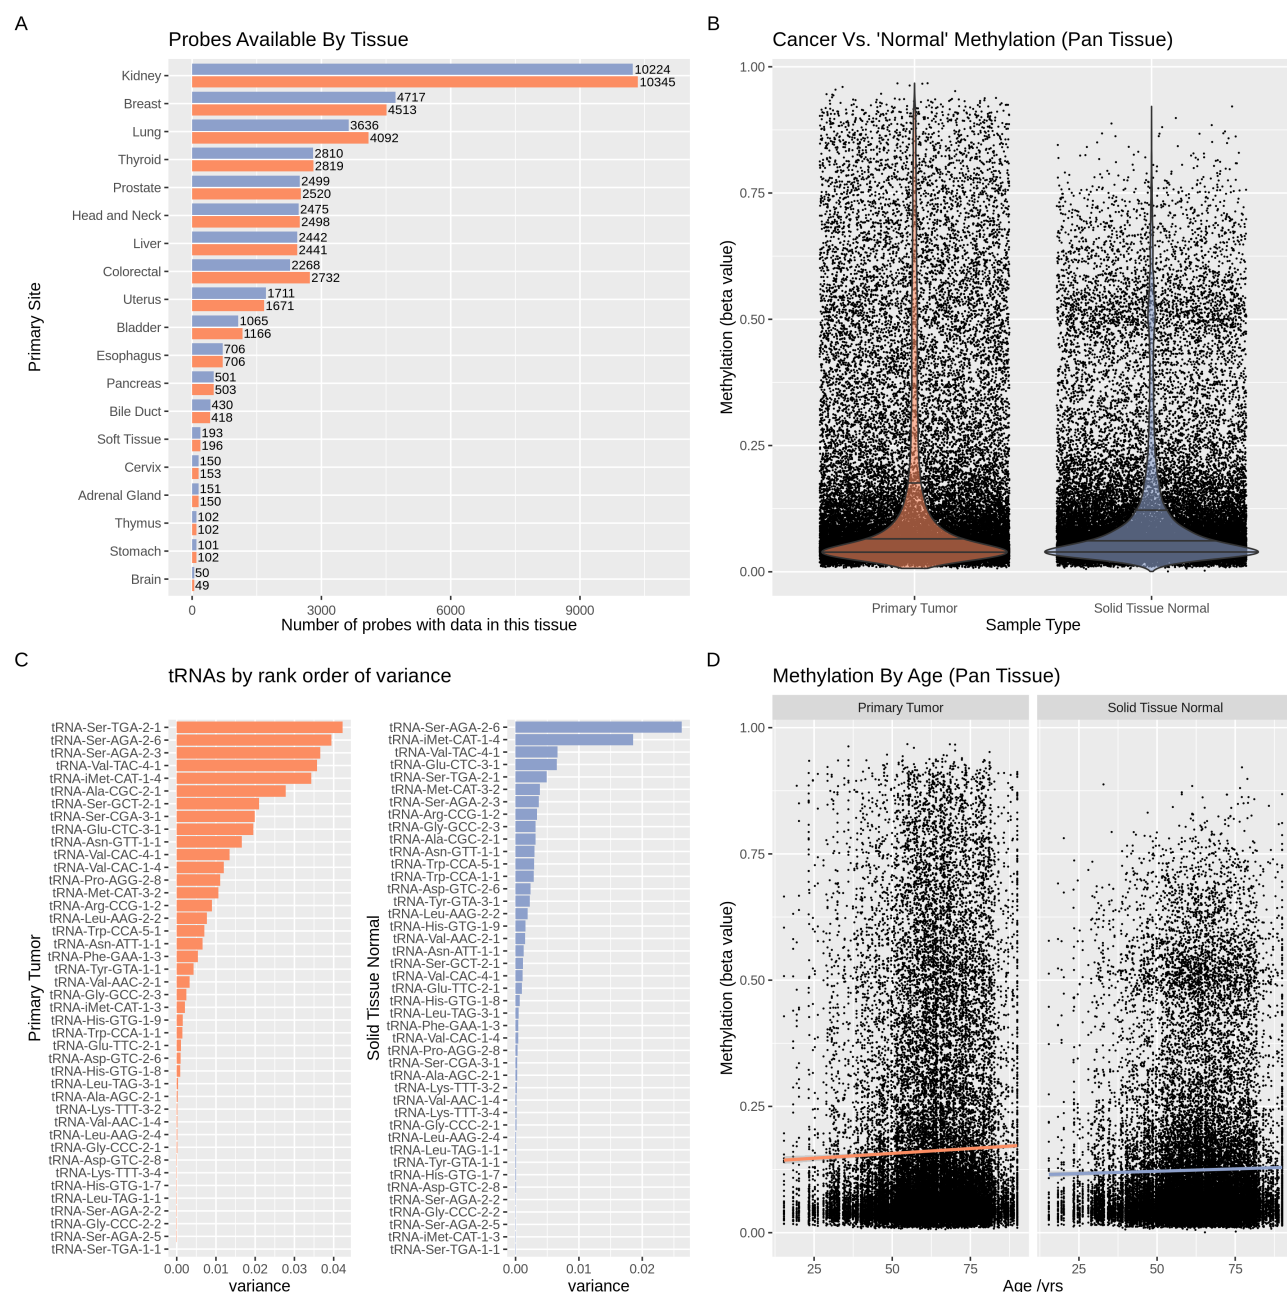 A
Probes Available By Tissue
Primary Site
Kidney
10224
10345
Breast
4717
4513
Lung
3636
4092
Thyroid
2810
2819
Prostate
2499
2520
Head and Neck
2475
2498
Liver
2442
2441
Colorectal
2268
2732
Uterus
1711
1671
Bladder
1065
1166
Esophagus
706
706
Pancreas
501
503
Bile Duct
430
418
Soft Tissue
193
196
Cervix
150
153
Adrenal Gland
151
150
Thymus
102
102
Stomach
101
102
Brain
50
49
0 3000 6000 9000
Number of probes with data in this tissue
B
Cancer Vs. 'Normal' Methylation (Pan Tissue)
Methylation (beta value)
1.00
0.75
0.50
0.25
0.00
Primary Tumor Solid Tissue Normal
Sample Type
C
tRNAs by rank order of variance
Primary Tumor
tRNA-Ser-TGA-2-1
tRNA-Ser-AGA-2-6
tRNA-Ser-AGA-2-3
tRNA-Val-TAC-4-1
tRNA-iMet-CAT-1-4
tRNA-Ala-CGC-2-1
tRNA-Ser-GCT-2-1
tRNA-Ser-CGA-3-1
tRNA-Glu-CTC-3-1
tRNA-Asn-GTT-1-1
tRNA-Val-CAC-4-1
tRNA-Val-CAC-1-4
tRNA-Pro-AGG-2-8
tRNA-Met-CAT-3-2
tRNA-Arg-CCG-1-2
tRNA-Leu-AAG-2-2
tRNA-Trp-CCA-5-1
tRNA-Asn-ATT-1-1
tRNA-Phe-GAA-1-3
tRNA-Tyr-GTA-1-1
tRNA-Val-AAC-2-1
tRNA-Gly-GCC-2-3
tRNA-iMet-CAT-1-3
tRNA-His-GTG-1-9
tRNA-Trp-CCA-1-1
tRNA-Glu-TTC-2-1
tRNA-Asp-GTC-2-6
tRNA-His-GTG-1-8
tRNA-Leu-TAG-3-1
tRNA-Ala-AGC-2-1
tRNA-Lys-TTT-3-2
tRNA-Val-AAC-1-4
tRNA-Leu-AAG-2-4
tRNA-Gly-CCC-2-1
tRNA-Asp-GTC-2-8
tRNA-Lys-TTT-3-4
tRNA-His-GTG-1-7
tRNA-Leu-TAG-1-1
tRNA-Ser-AGA-2-2
tRNA-Gly-CCC-2-2
tRNA-Ser-AGA-2-5
tRNA-Ser-TGA-1-1
0.00 0.01 0.02 0.03 0.04
variance
Solid Tissue Normal
tRNA-Ser-AGA-2-6
tRNA-iMet-CAT-1-4
tRNA-Val-TAC-4-1
tRNA-Glu-CTC-3-1
tRNA-Ser-TGA-2-1
tRNA-Met-CAT-3-2
tRNA-Ser-AGA-2-3
tRNA-Arg-CCG-1-2
tRNA-Gly-GCC-2-3
tRNA-Ala-CGC-2-1
tRNA-Asn-GTT-1-1
tRNA-Trp-CCA-5-1
tRNA-Trp-CCA-1-1
tRNA-Asp-GTC-2-6
tRNA-Tyr-GTA-3-1
tRNA-Leu-AAG-2-2
tRNA-His-GTG-1-9
tRNA-Val-AAC-2-1
tRNA-Asn-ATT-1-1
tRNA-Ser-GCT-2-1
tRNA-Val-CAC-4-1
tRNA-Glu-TTC-2-1
tRNA-His-GTG-1-8
tRNA-Leu-TAG-3-1
tRNA-Phe-GAA-1-3
tRNA-Val-CAC-1-4
tRNA-Pro-AGG-2-8
tRNA-Ser-CGA-3-1
tRNA-Ala-AGC-2-1
tRNA-Lys-TTT-3-2
tRNA-Val-AAC-1-4
tRNA-Lys-TTT-3-4
tRNA-Gly-CCC-2-1
tRNA-Leu-AAG-2-4
tRNA-Leu-TAG-1-1
tRNA-Tyr-GTA-1-1
tRNA-His-GTG-1-7
tRNA-Asp-GTC-2-8
tRNA-Ser-AGA-2-2
tRNA-Gly-CCC-2-2
tRNA-Ser-AGA-2-5
tRNA-iMet-CAT-1-3
tRNA-Ser-TGA-1-1
0.00 0.01 0.02
variance
D
Methylation By Age (Pan Tissue)
Primary Tumor Solid Tissue Normal
Methylation (beta value)
1.00
0.75
0.50
0.25
0.00
25 50 75 25 50 75
Age /yrs